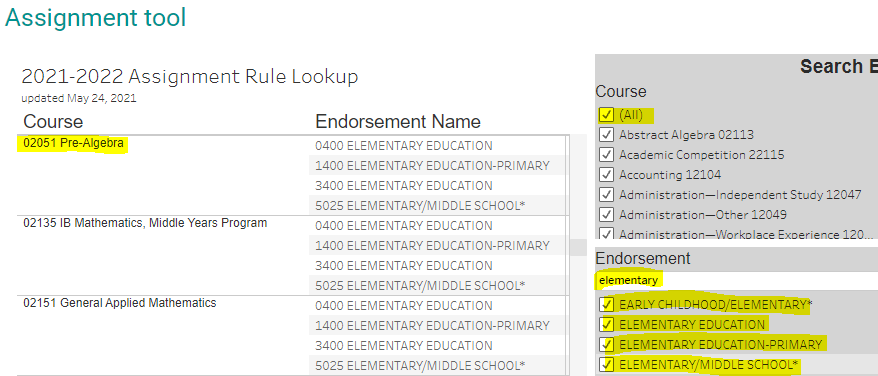 Assignment tool
2021-2022 Assignment Rule Lookup
updated May 24, 2021
Course
Endorsement Name
02051 Pre-Algebra
0400 ELEMENTARY EDUCATION
1400 ELEMENTARY EDUCATION-PRIMARY
3400 ELEMENTARY EDUCATION
5025 ELEMENTARY/MIDDLE SCHOOL*
02135 IB Mathematics, Middle Years Program
0400 ELEMENTARY EDUCATION
1400 ELEMENTARY EDUCATION-PRIMARY
3400 ELEMENTARY EDUCATION
5025 ELEMENTARY/MIDDLE SCHOOL*
02151 General Applied Mathematics
0400 ELEMENTARY EDUCATION
1400 ELEMENTARY EDUCATION-PRIMARY
3400 ELEMENTARY EDUCATION
5025 ELEMENTARY/MIDDLE SCHOOL*
Search E
Course
(All)
Abstract Algebra 02113
Academic Competition 22115
Accounting 12104
Administration—Independent Study 12047
Administration—Other 12049
Administration—Workplace Experience 120...
Endorsement
elementary
EARLY CHILDHOOD/ELEMENTARY*
ELEMENTARY EDUCATION
ELEMENTARY EDUCATION-PRIMARY
ELEMENTARY/MIDDLE SCHOOL*